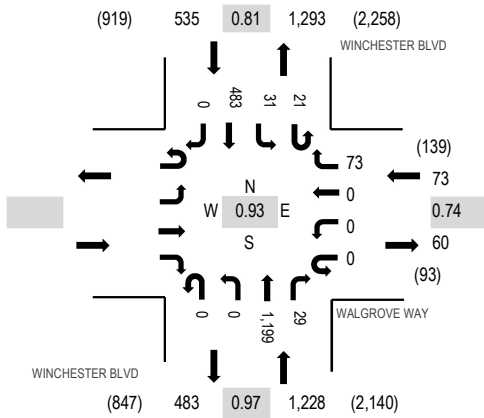 (919) 535 0.81 1,293 (2,258)
WINCHESTER BLVD
0 483 31 21
73 (139)
0 73
N
W 0.93 E 0.74
S
0 60
0 (93)
0 0 1,199 29
WALGROVE WAY
WINCHESTER BLVD
(847) 483 0.97 1,228 (2,140)